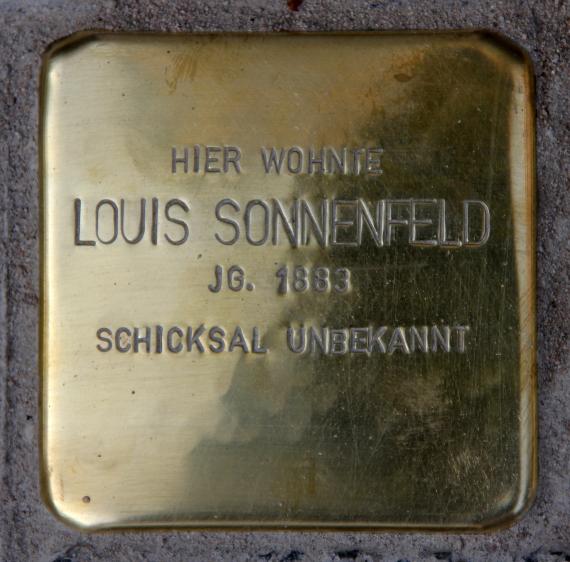 HIER WOHNTE
LOUIS SONNENFELD
JG. 1883
SCHICKSAL UNBEKANNT